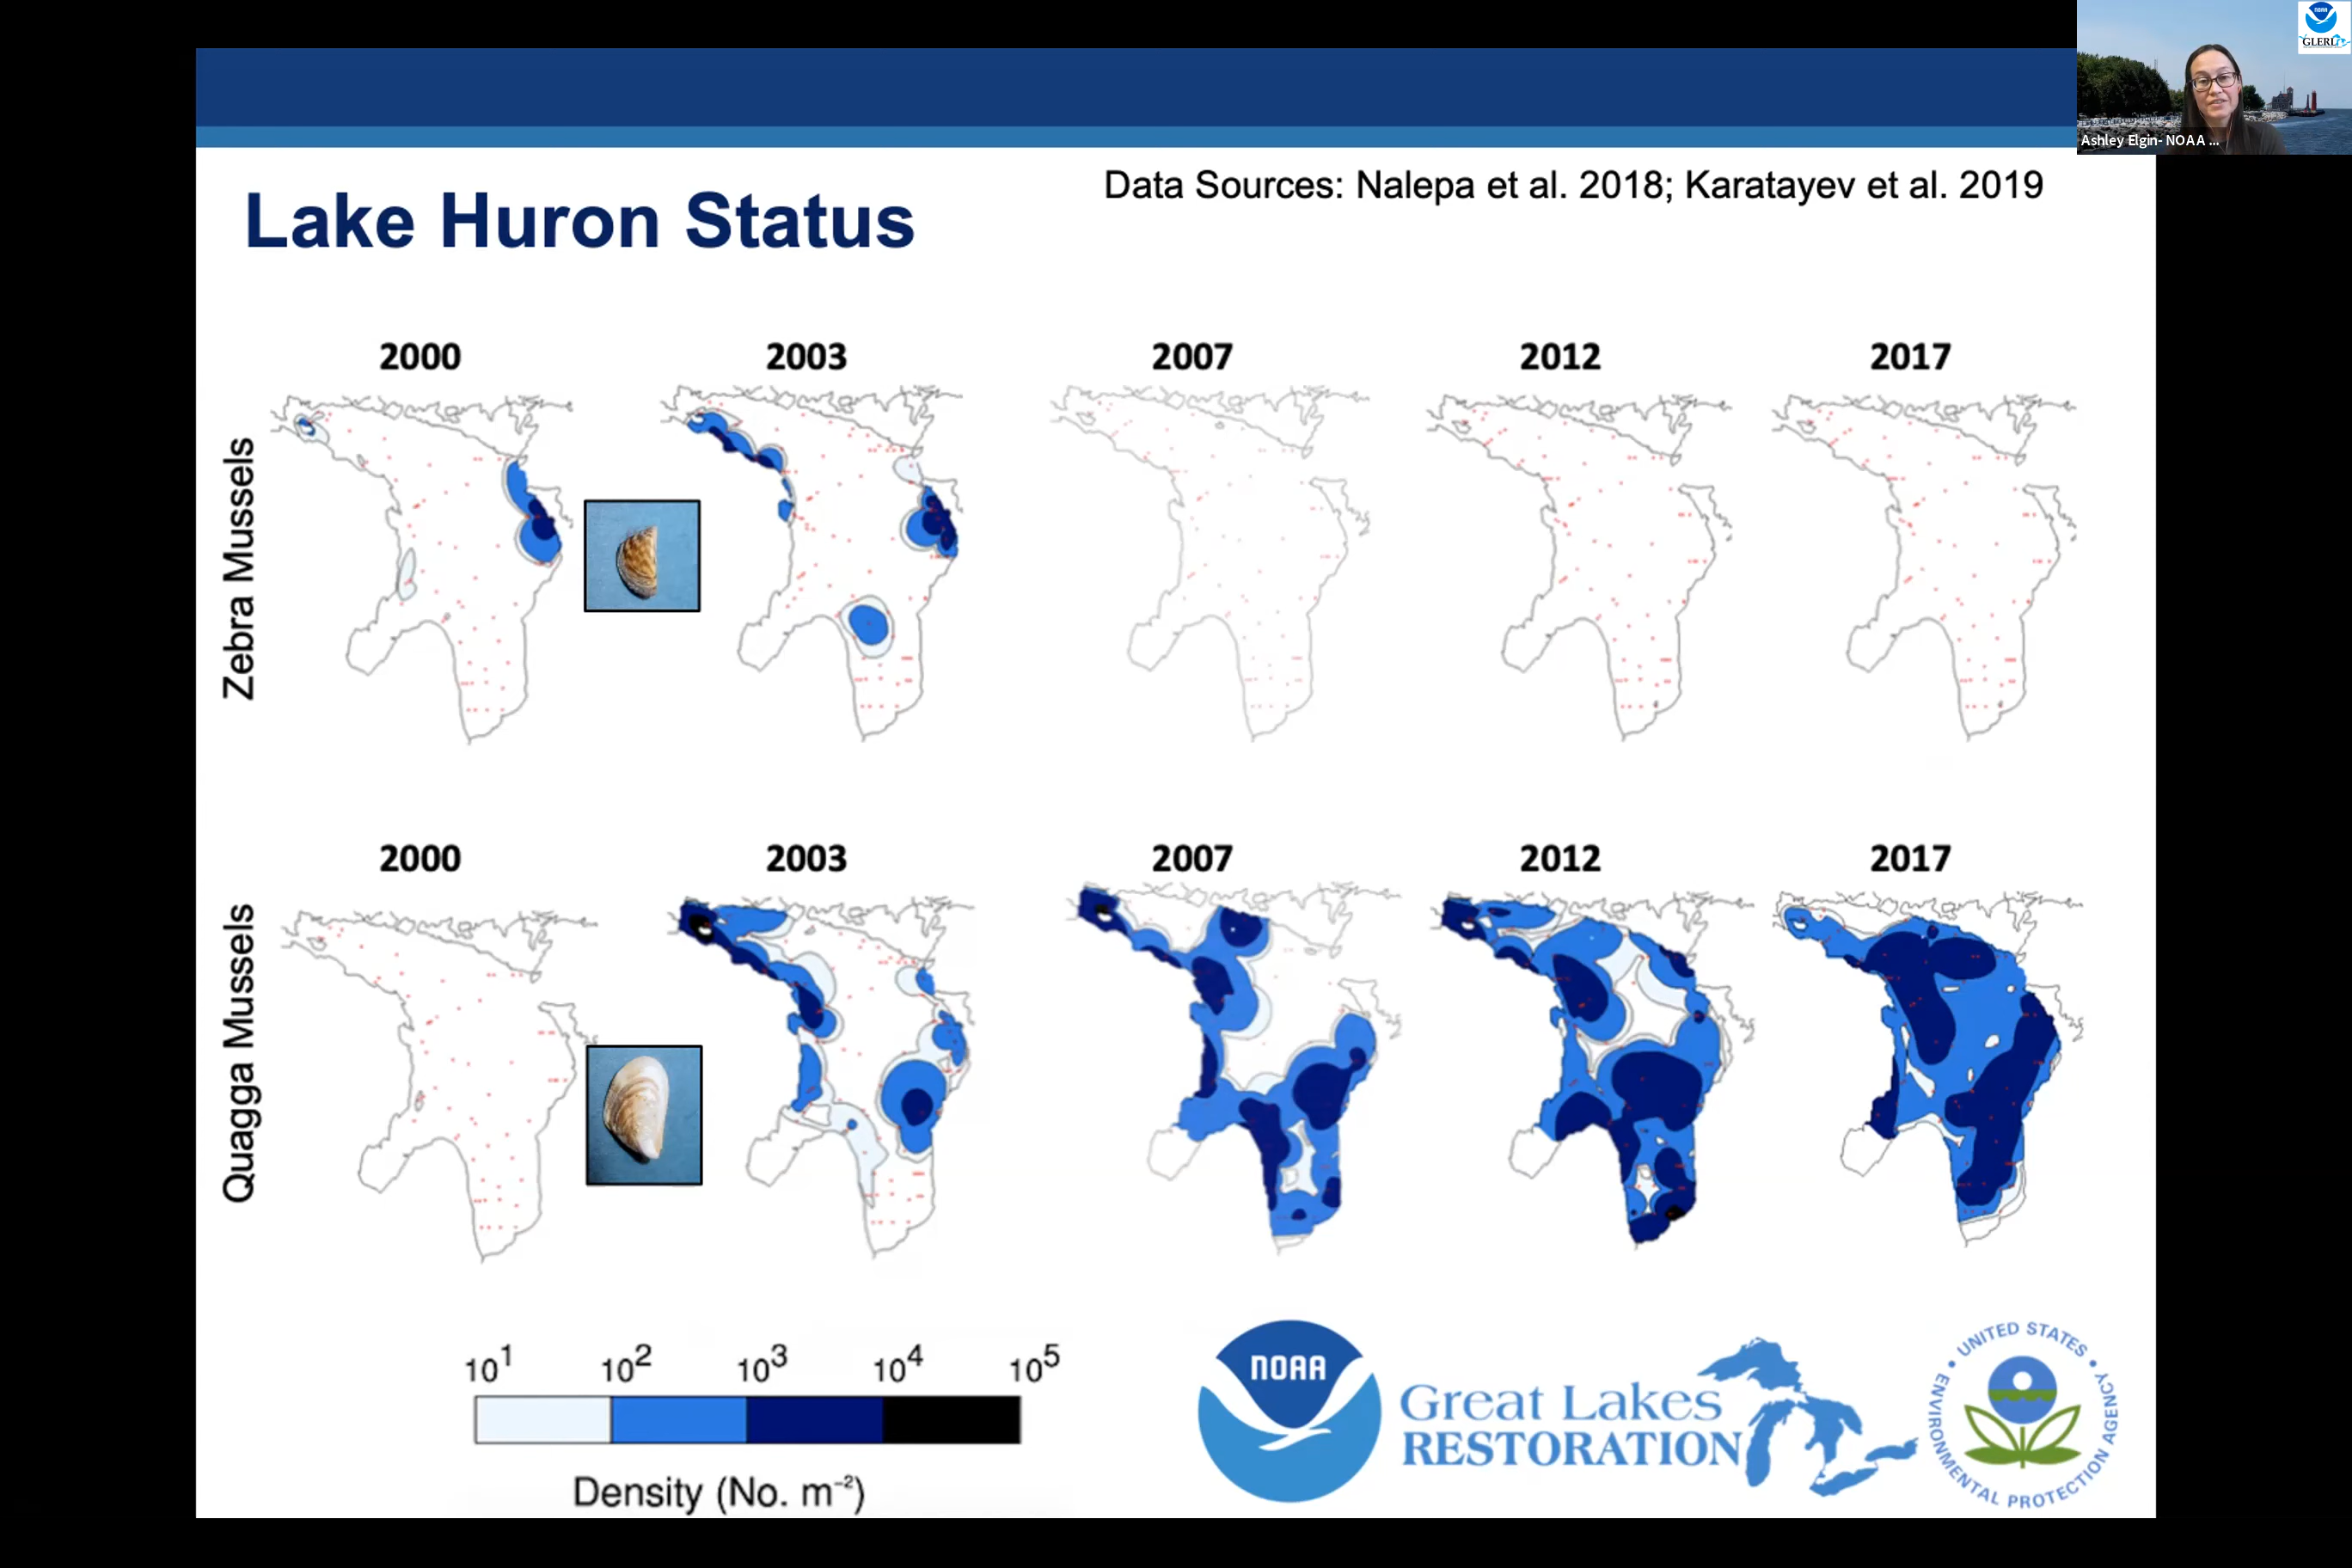 NOAA
GLERL
Ashley Elgin- NOAA ...
Data Sources: Nalepa et al. 2018; Karatayev et al. 2019
Lake Huron Status
2000 2003 2007 2012 2017
Zebra Mussels
2000 2003 2007 2012 2017
Quagga Mussels
10¹ 10² 10³ 10⁴ 10⁵
Density (No. m⁻²)
NOAA
Great Lakes
RESTORATION
UNITED STATES • ENVIRONMENTAL PROTECTION AGENCY •